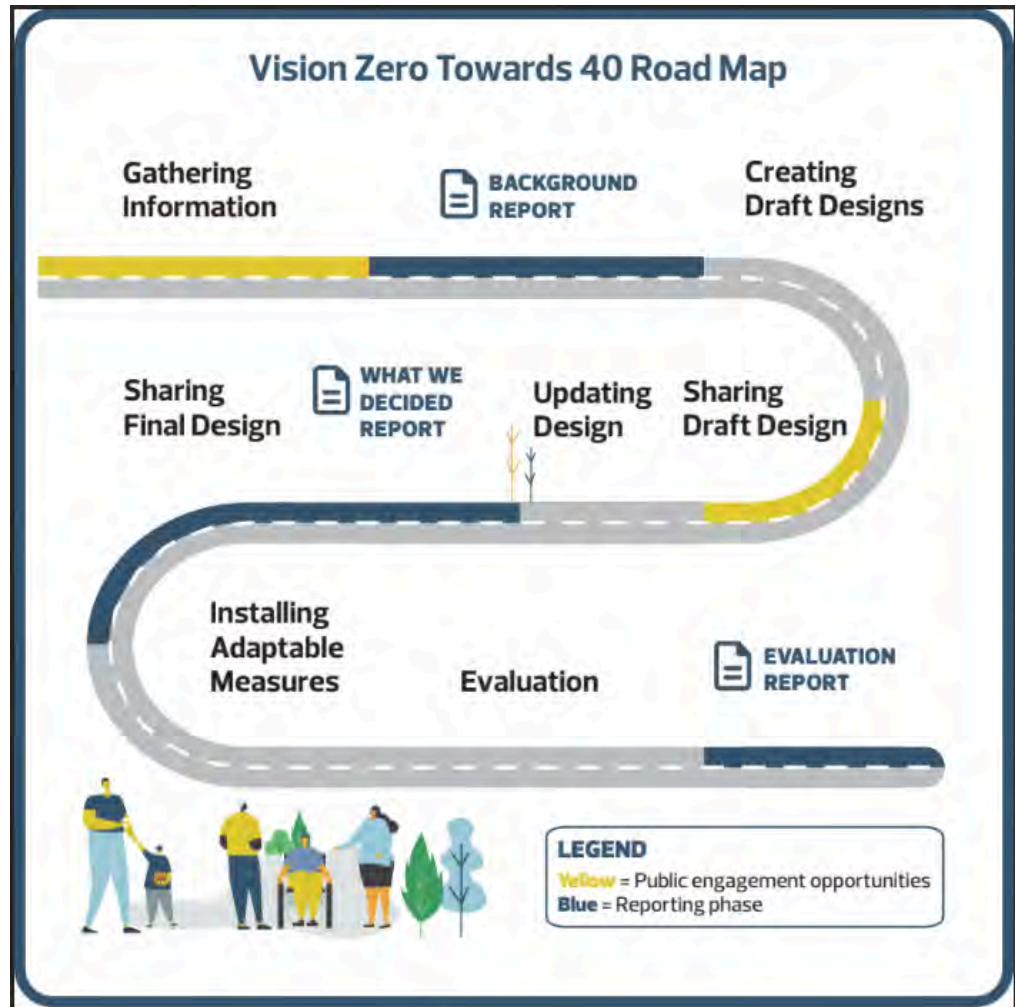 Vision Zero Towards 40 Road Map
Gathering
Information
BACKGROUND
REPORT
Creating
Draft Designs
Sharing
Final Design
WHAT WE
DECIDED
REPORT
Updating
Design
Sharing
Draft Design
Installing
Adaptable
Measures
Evaluation
EVALUATION
REPORT
LEGEND
Yellow = Public engagement opportunities
Blue = Reporting phase